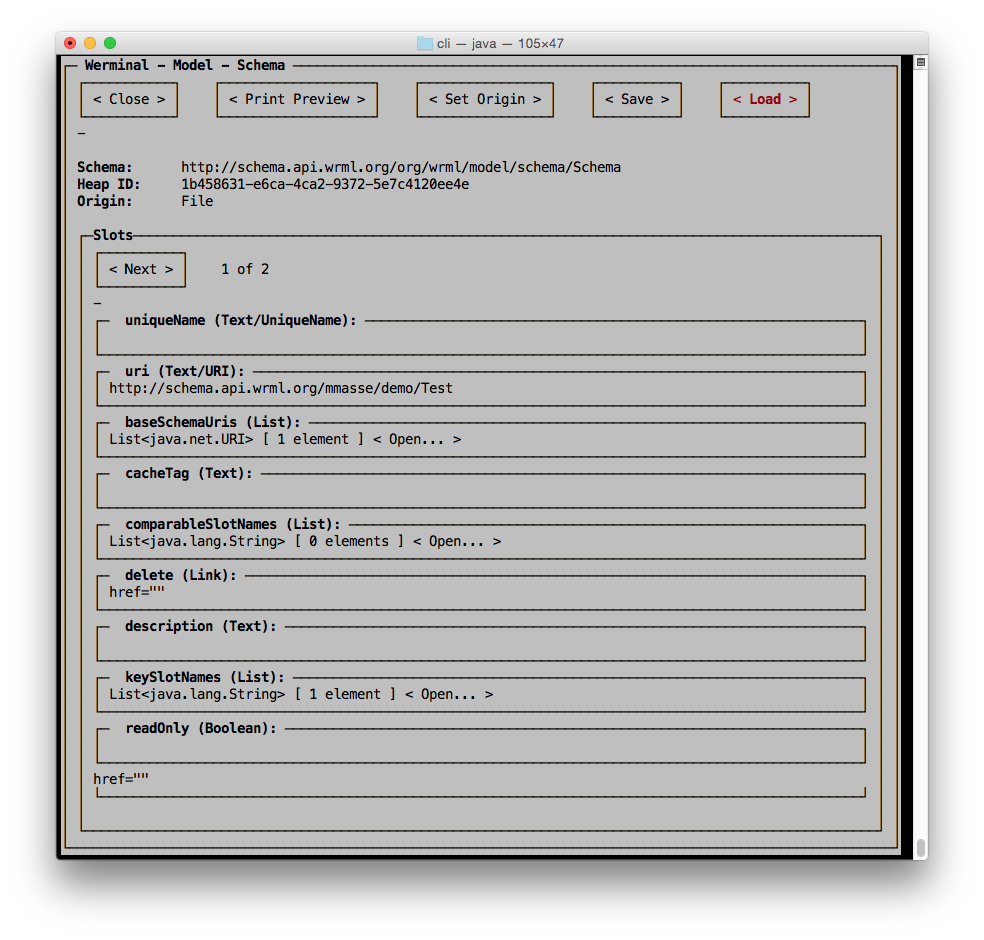 cli — java — 105×47
Werminal - Model - Schema
< Close > < Print Preview > < Set Origin > < Save > < Load >
Schema: http://schema.api.wrml.org/org/wrml/model/schema/Schema
Heap ID: 1b458631-e6ca-4ca2-9372-5e7c4120ee4e
Origin: File
Slots
< Next > 1 of 2
uniqueName (Text/UniqueName):
uri (Text/URI):
http://schema.api.wrml.org/mmasse/demo/Test
baseSchemaUris (List):
List<java.net.URI> [ 1 element ] < Open... >
cacheTag (Text):
comparableSlotNames (List):
List<java.lang.String> [ 0 elements ] < Open... >
delete (Link):
href=""
description (Text):
keySlotNames (List):
List<java.lang.String> [ 1 element ] < Open... >
readOnly (Boolean):
href=""